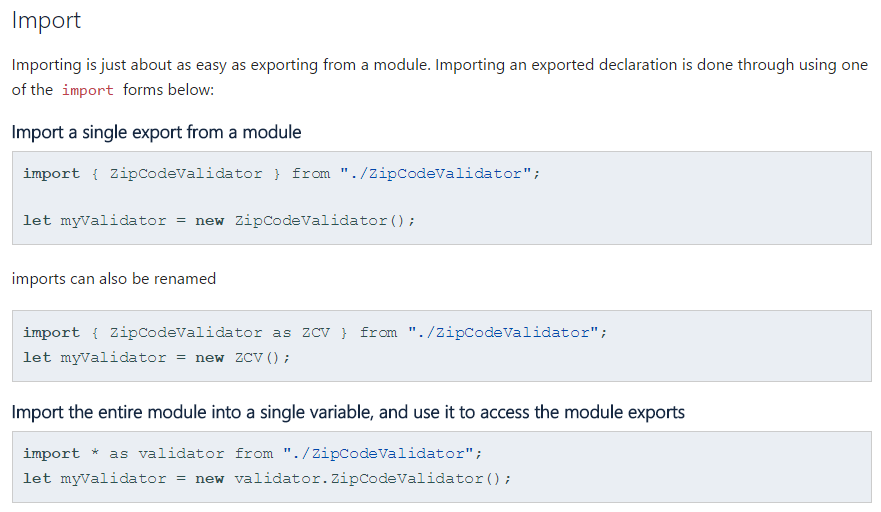 Import
Importing is just about as easy as exporting from a module. Importing an exported declaration is done through using one
of the import forms below:
Import a single export from a module
import { ZipCodeValidator } from "./ZipCodeValidator";
let myValidator = new ZipCodeValidator();
imports can also be renamed
import { ZipCodeValidator as ZCV } from "./ZipCodeValidator";
let myValidator = new ZCV();
Import the entire module into a single variable, and use it to access the module exports
import * as validator from "./ZipCodeValidator";
let myValidator = new validator.ZipCodeValidator();